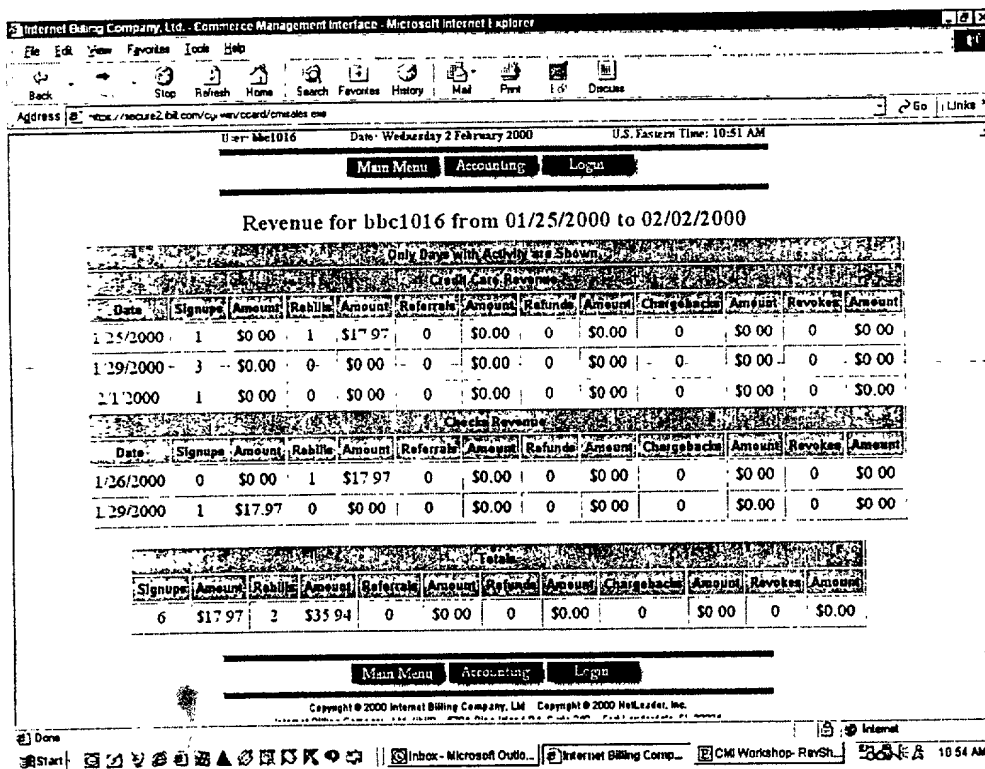 Internet Billing Company, Ltd. - Commerce Management Interface - Microsoft Internet Explorer
File Edit View Favorites Tools Help
Back Stop Refresh Home Search Favorites History Mail Print Edit Discuss
Address Go Links
User: bbc1016 Date: Wednesday 2 February 2000 U.S. Eastern Time: 10:51 AM
Main Menu Accounting Login
Revenue for bbc1016 from 01/25/2000 to 02/02/2000
Only Days with Activity are Shown
Credit Card Revenue
Date Signups Amount Rebills Amount Referrals Amount Refunds Amount Chargebacks Amount Revokes Amount
1/25/2000 1 $0.00 1 $17.97 0 $0.00 0 $0.00 0 $0.00 0 $0.00
1/29/2000 3 $0.00 0 $0.00 0 $0.00 0 $0.00 0 $0.00 0 $0.00
2/1/2000 1 $0.00 0 $0.00 0 $0.00 0 $0.00 0 $0.00 0 $0.00
Checks Revenue
Date Signups Amount Rebills Amount Referrals Amount Refunds Amount Chargebacks Amount Revokes Amount
1/26/2000 0 $0.00 1 $17.97 0 $0.00 0 $0.00 0 $0.00 0 $0.00
1/29/2000 1 $17.97 0 $0.00 0 $0.00 0 $0.00 0 $0.00 0 $0.00
Totals
Signups Amount Rebills Amount Referrals Amount Refunds Amount Chargebacks Amount Revokes Amount
6 $17.97 2 $35.94 0 $0.00 0 $0.00 0 $0.00 0 $0.00
Main Menu Accounting Login
Copyright © 2000 Internet Billing Company, Ltd Copyright © 2000 NetLeader, Inc.
Done Internet
Start Inbox - Microsoft Outlo... Internet Billing Comp... CMI Workshop- RevSh... 10:54 AM